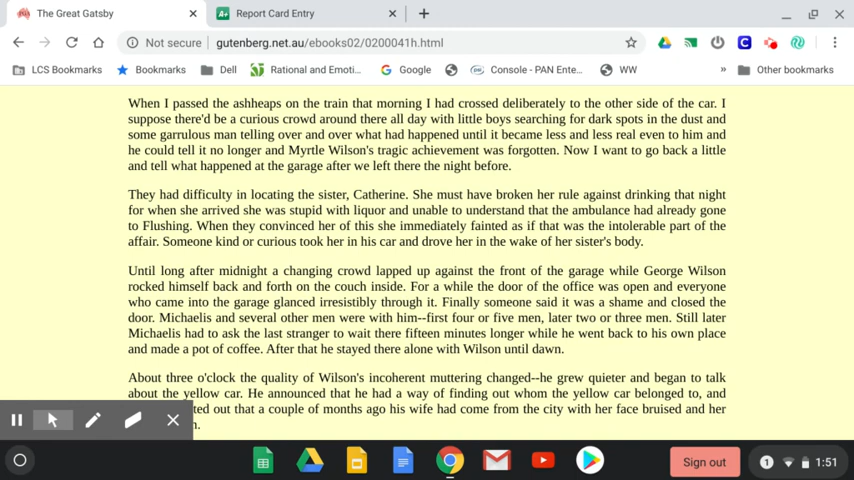 The Great Gatsby
Report Card Entry
Not secure | gutenberg.net.au/ebooks02/0200041h.html
LCS Bookmarks Bookmarks Dell Rational and Emoti... Google Console - PAN Ente... WW » Other bookmarks
When I passed the ashheaps on the train that morning I had crossed deliberately to the other side of the car. I
suppose there'd be a curious crowd around there all day with little boys searching for dark spots in the dust and
some garrulous man telling over and over what had happened until it became less and less real even to him and
he could tell it no longer and Myrtle Wilson's tragic achievement was forgotten. Now I want to go back a little
and tell what happened at the garage after we left there the night before.
They had difficulty in locating the sister, Catherine. She must have broken her rule against drinking that night
for when she arrived she was stupid with liquor and unable to understand that the ambulance had already gone
to Flushing. When they convinced her of this she immediately fainted as if that was the intolerable part of the
affair. Someone kind or curious took her in his car and drove her in the wake of her sister's body.
Until long after midnight a changing crowd lapped up against the front of the garage while George Wilson
rocked himself back and forth on the couch inside. For a while the door of the office was open and everyone
who came into the garage glanced irresistibly through it. Finally someone said it was a shame and closed the
door. Michaelis and several other men were with him--first four or five men, later two or three men. Still later
Michaelis had to ask the last stranger to wait there fifteen minutes longer while he went back to his own place
and made a pot of coffee. After that he stayed there alone with Wilson until dawn.
About three o'clock the quality of Wilson's incoherent muttering changed--he grew quieter and began to talk
about the yellow car. He announced that he had a way of finding out whom the yellow car belonged to, and
ted out that a couple of months ago his wife had come from the city with her face bruised and her
n.
Sign out 1 1:51